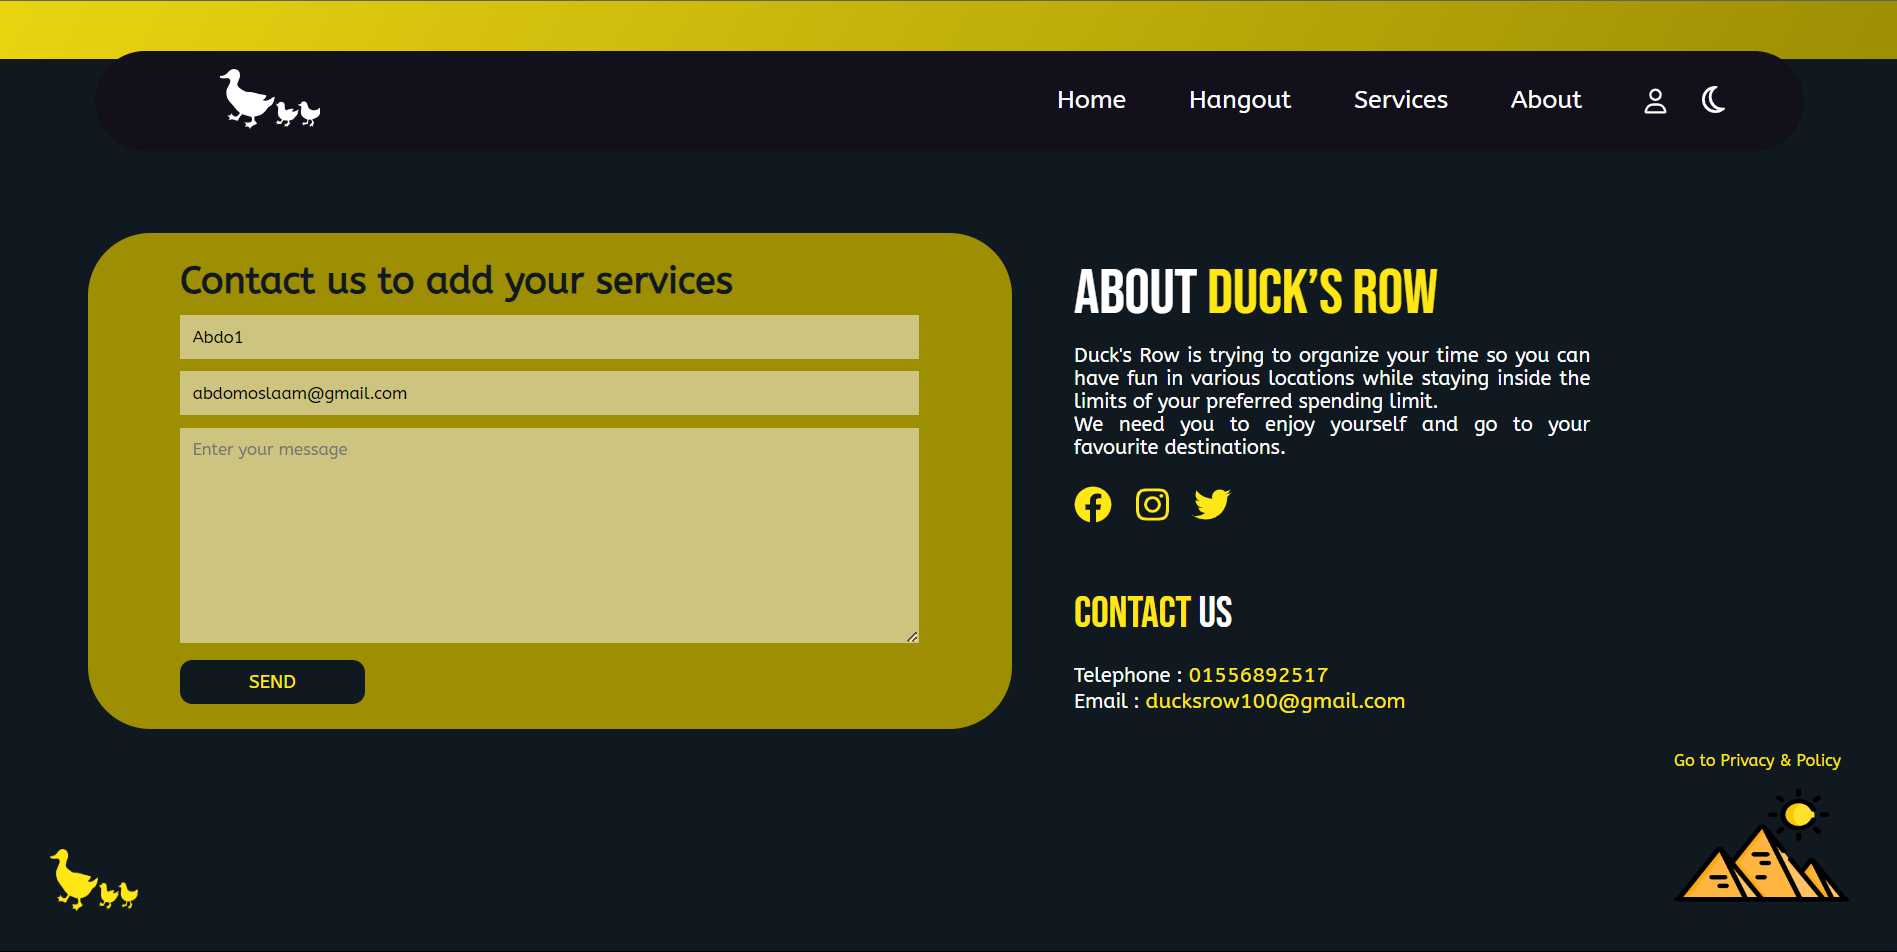 Home Hangout Services About
Contact us to add your services
Abdo1
abdomoslaam@gmail.com
Enter your message
SEND
ABOUT DUCK’S ROW
Duck's Row is trying to organize your time so you can
have fun in various locations while staying inside the
limits of your preferred spending limit.
We need you to enjoy yourself and go to your
favourite destinations.
CONTACT US
Telephone : 01556892517
Email : ducksrow100@gmail.com
Go to Privacy & Policy